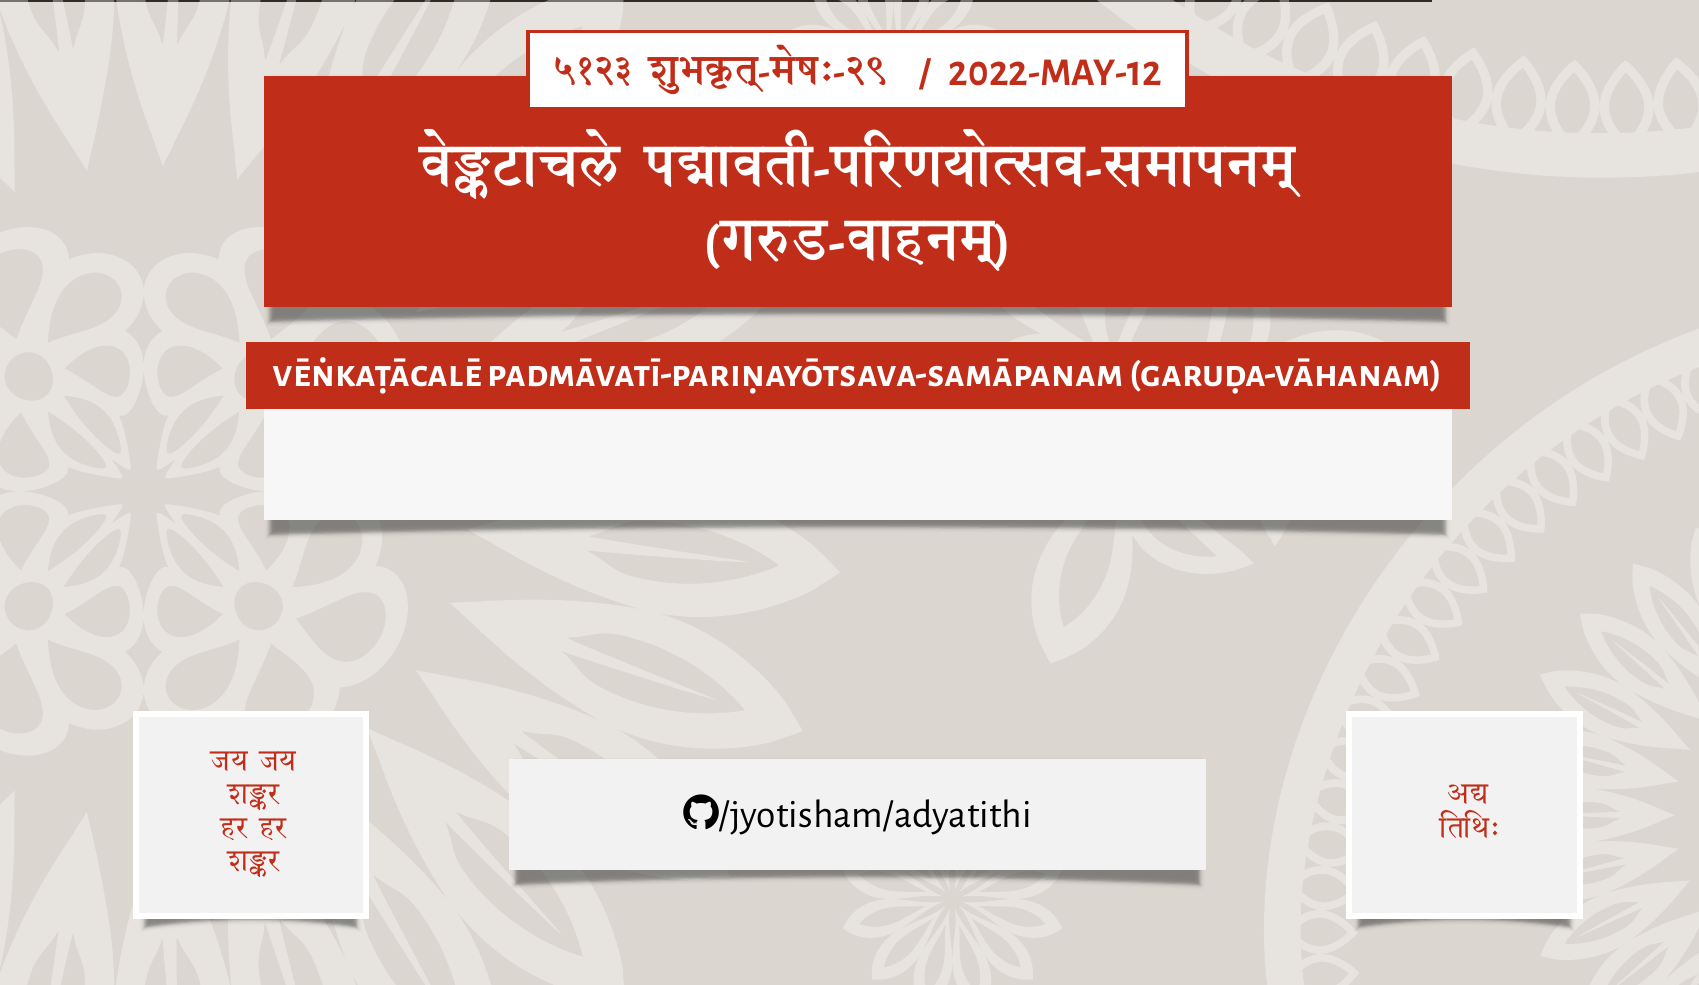 ५१२३ शुभकृत्-मेषः-२९ / 2022-MAY-12
वेङ्कटाचले पद्मावती-परिणयोत्सव-समापनम्
(गरुड-वाहनम्)
VĒṄKAṬĀCALĒ PADMĀVATĪ-PARIṆAYŌTSAVA-SAMĀPANAM (GARUḌA-VĀHANAM)
जय जय
शङ्कर
हर हर
शङ्कर
/jyotisham/adyatithi
अद्य
तिथिः